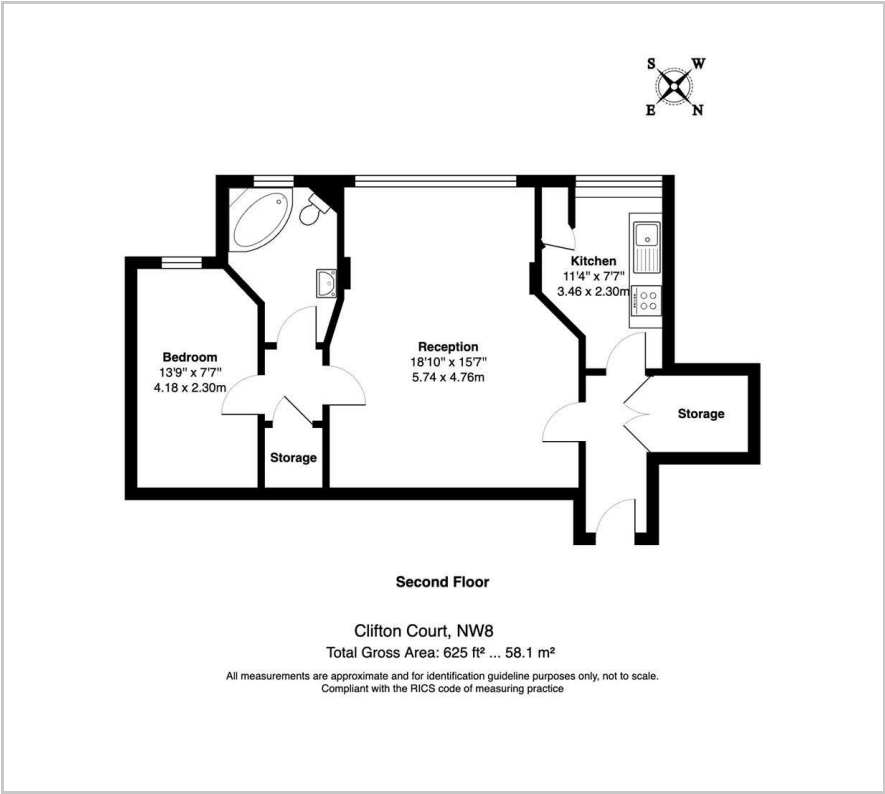 S W
E N
Kitchen
11'4" x 7'7"
3.46 x 2.30m
Reception
18'10" x 15'7"
5.74 x 4.76m
Bedroom
13'9" x 7'7"
4.18 x 2.30m
Storage
Storage
Second Floor
Clifton Court, NW8
Total Gross Area: 625 ft² ... 58.1 m²
All measurements are approximate and for identification guideline purposes only, not to scale.
Compliant with the RICS code of measuring practice